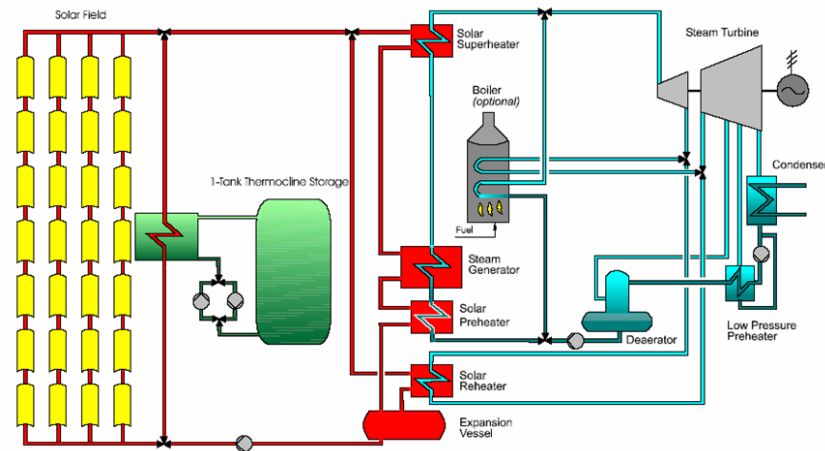 Solar Field
Solar
Superheater
Steam Turbine
Boiler
(optional)
Condenser
1-Tank Thermocline Storage
Fuel
Steam
Generator
Solar
Preheater
Deaerator
Low Pressure
Preheater
Solar
Reheater
Expansion
Vessel